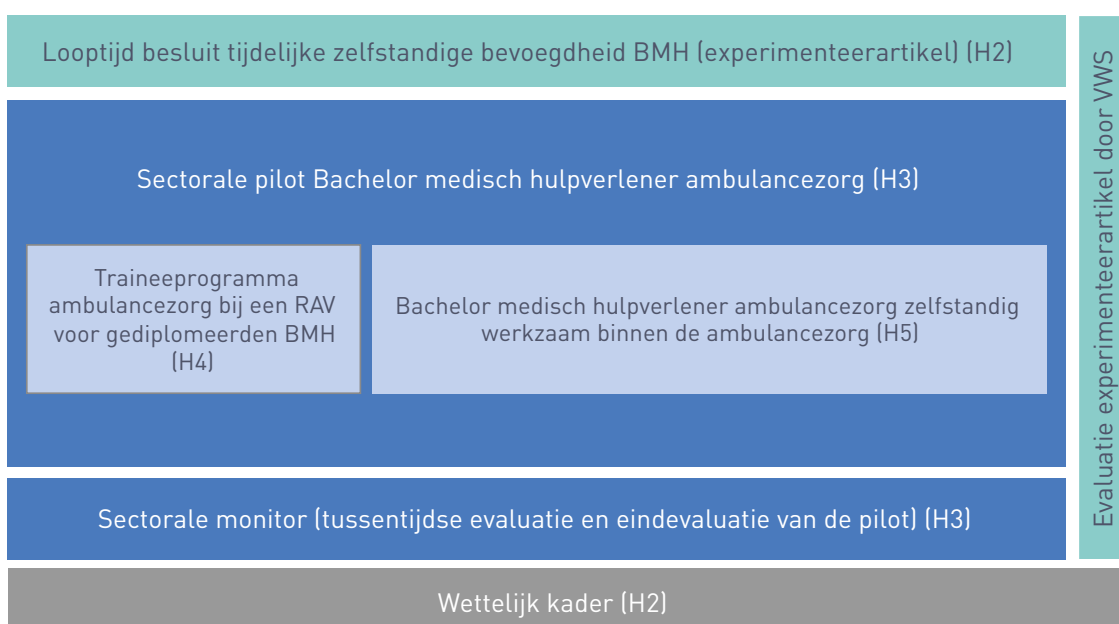 Looptijd besluit tijdelijke zelfstandige bevoegdheid BMH (experimenteerartikel) (H2)
Sectorale pilot Bachelor medisch hulpverlener ambulancezorg (H3)
Traineeprogramma
ambulancezorg bij een RAV
voor gediplomeerden BMH
(H4)
Bachelor medisch hulpverlener ambulancezorg zelfstandig
werkzaam binnen de ambulancezorg (H5)
Sectorale monitor (tussentijdse evaluatie en eindevaluatie van de pilot) (H3)
Wettelijk kader (H2)
Evaluatie experimenteerartikel door VWS